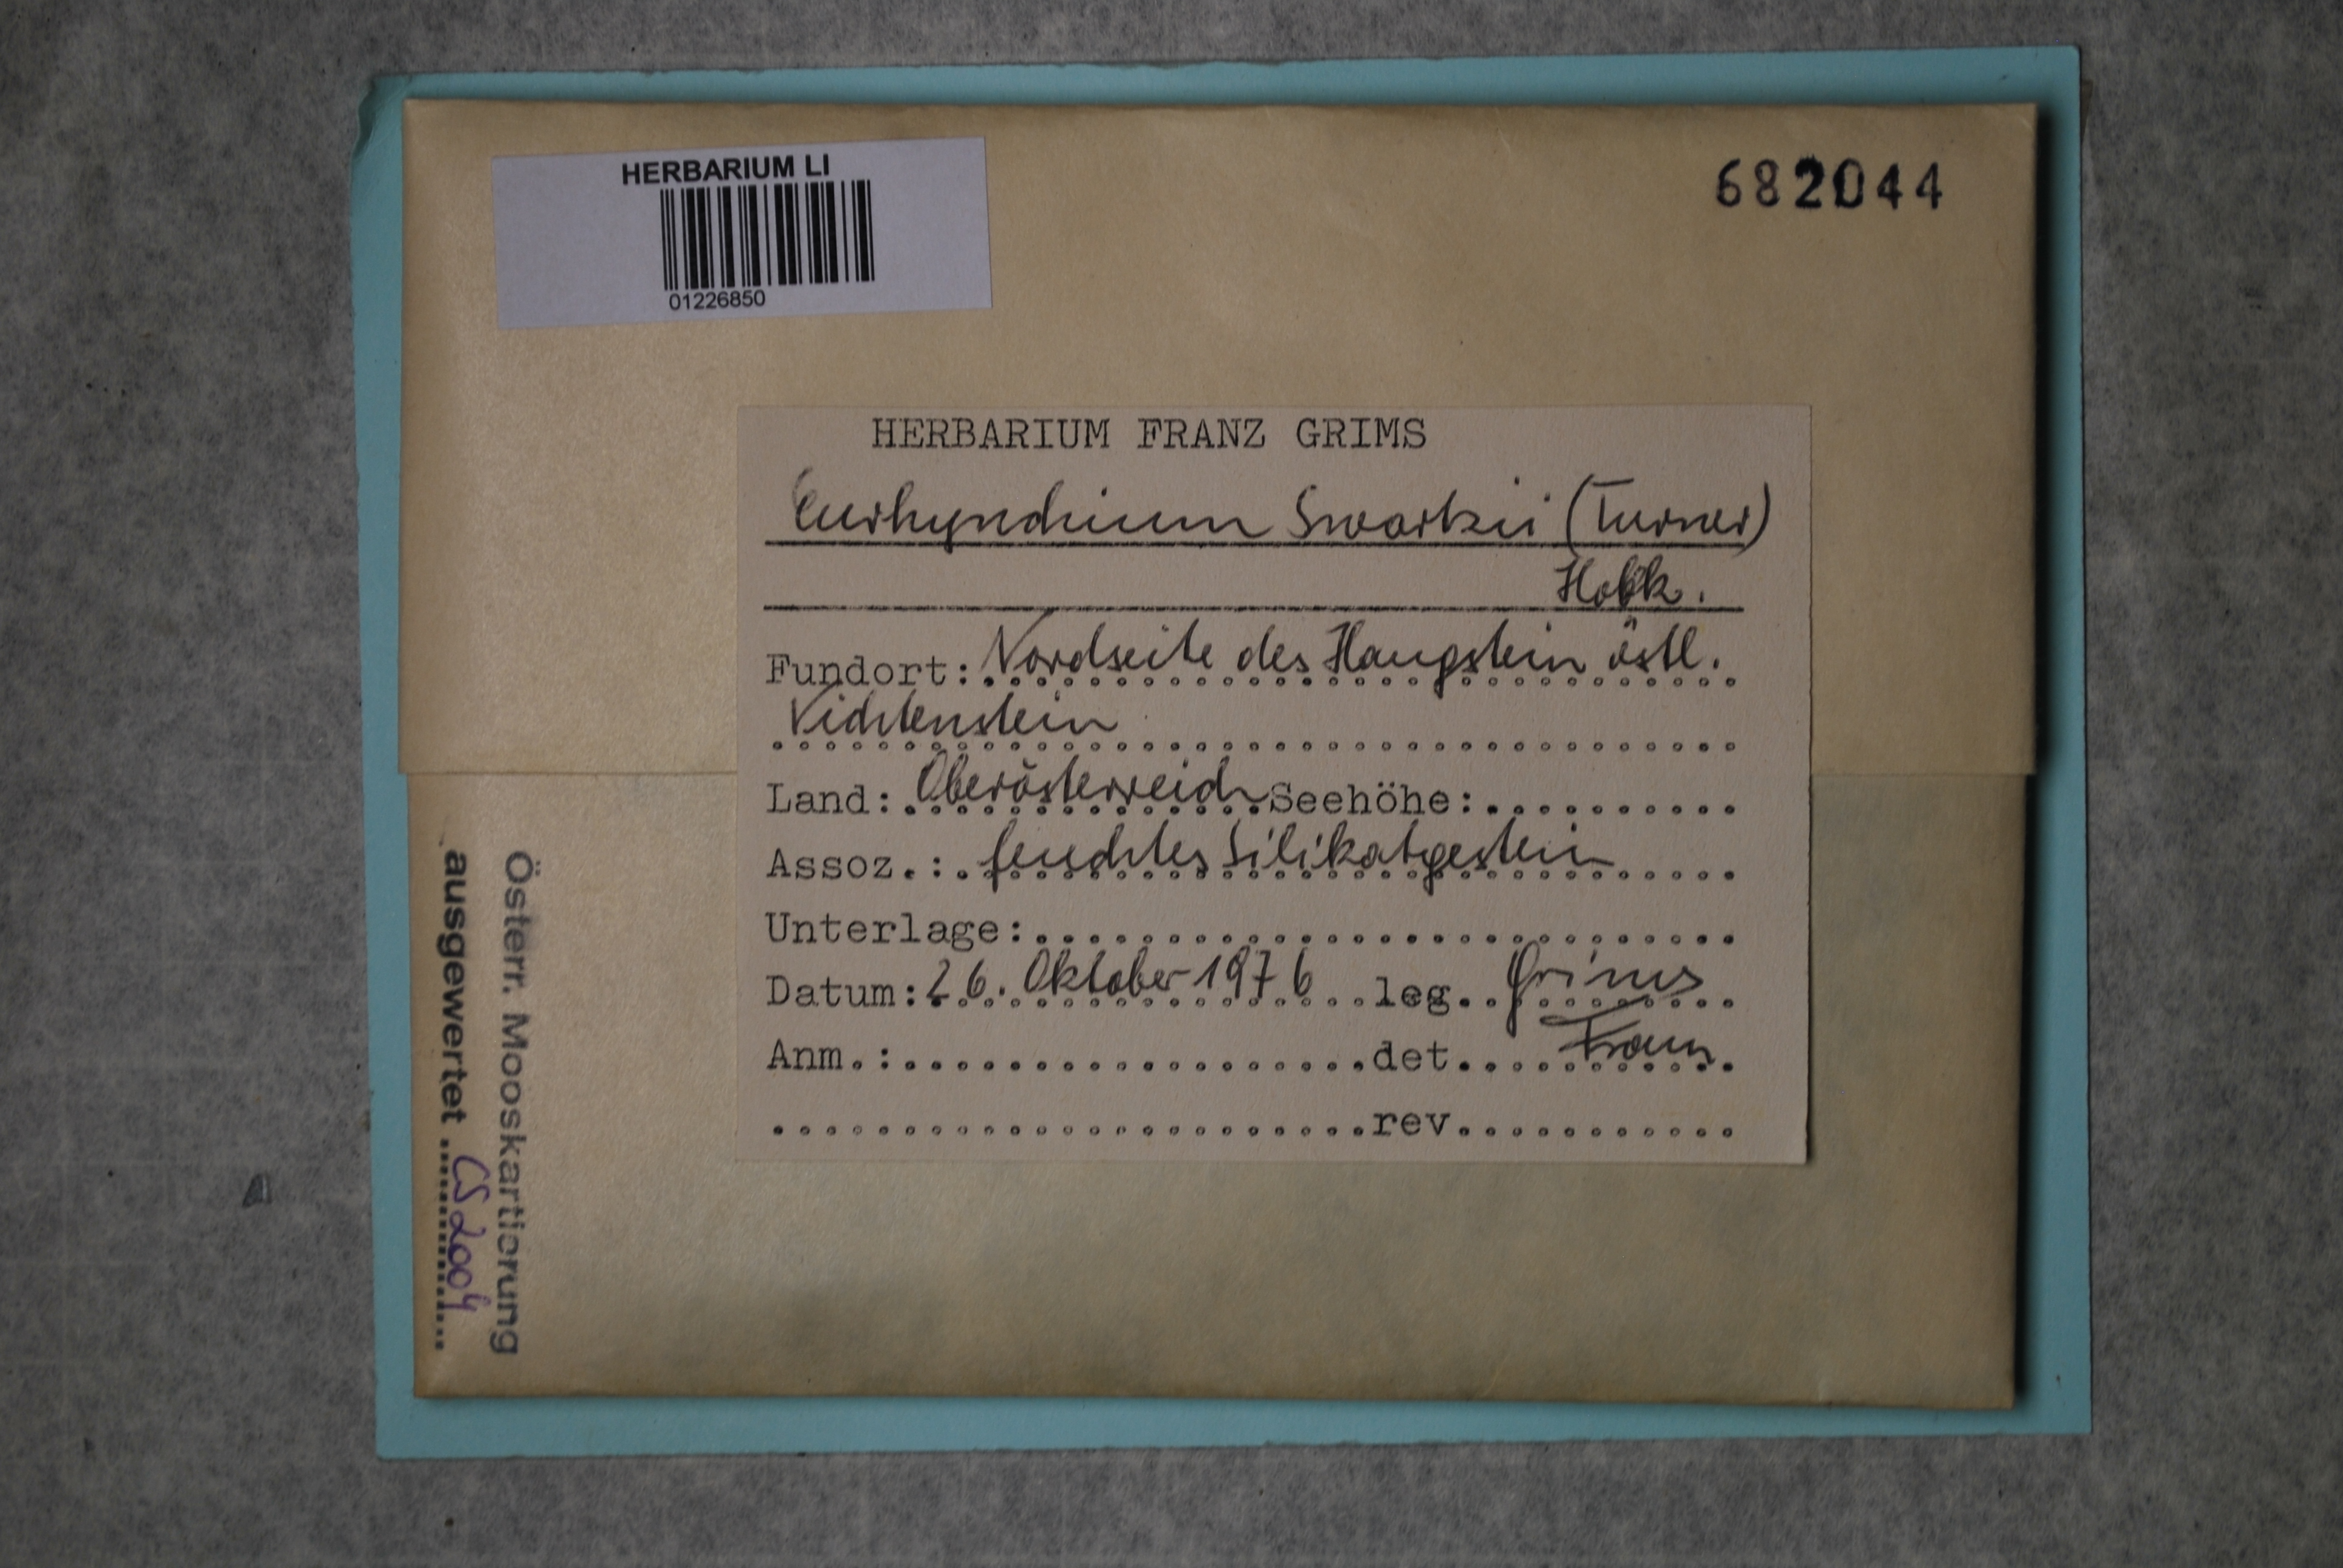 HERBARIUM LI
01226850
682044
HERBARIUM FRANZ GRIMS
Eurhynchium Swartzii (Turner)
Hobk.
Fundort: Nordseite des Haugstein östl.
Vichtenstein
Land: Oberösterreich Seehöhe:
Assoz.: feuchtes Silikatgestein
Unterlage:
Datum: 26. Oktober 1976 leg. Grims
Anm.: det. Franz
rev.
Österr. Mooskartierung
ausgewertet CS 2004